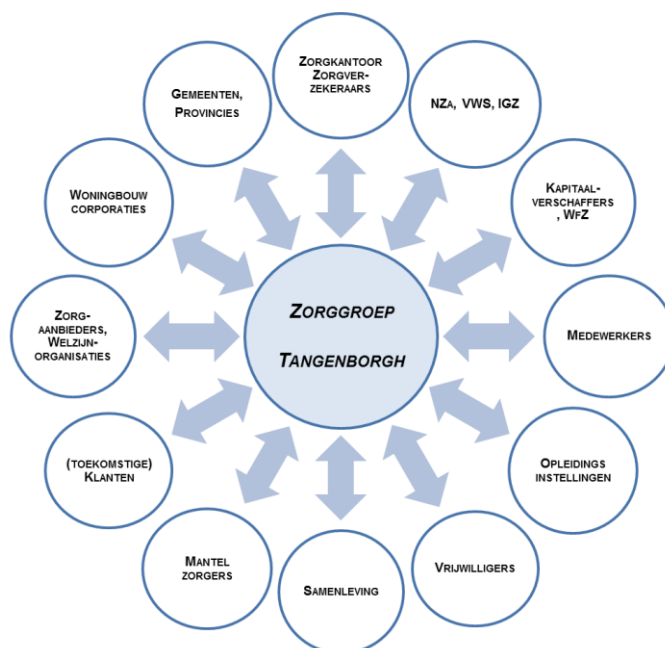 Zorgkantoor
Zorgver-
zekeraars
NZa, VWS, IGZ
Kapitaal-
verschaffers
, WfZ
Medewerkers
Opleidings
instellingen
Vrijwilligers
Samenleving
Mantel
zorgers
(toekomstige)
Klanten
Zorg-
aanbieders,
Welzijn-
organisaties
Woningbouw
corporaties
Gemeenten,
Provincies
Zorggroep
Tangenborgh